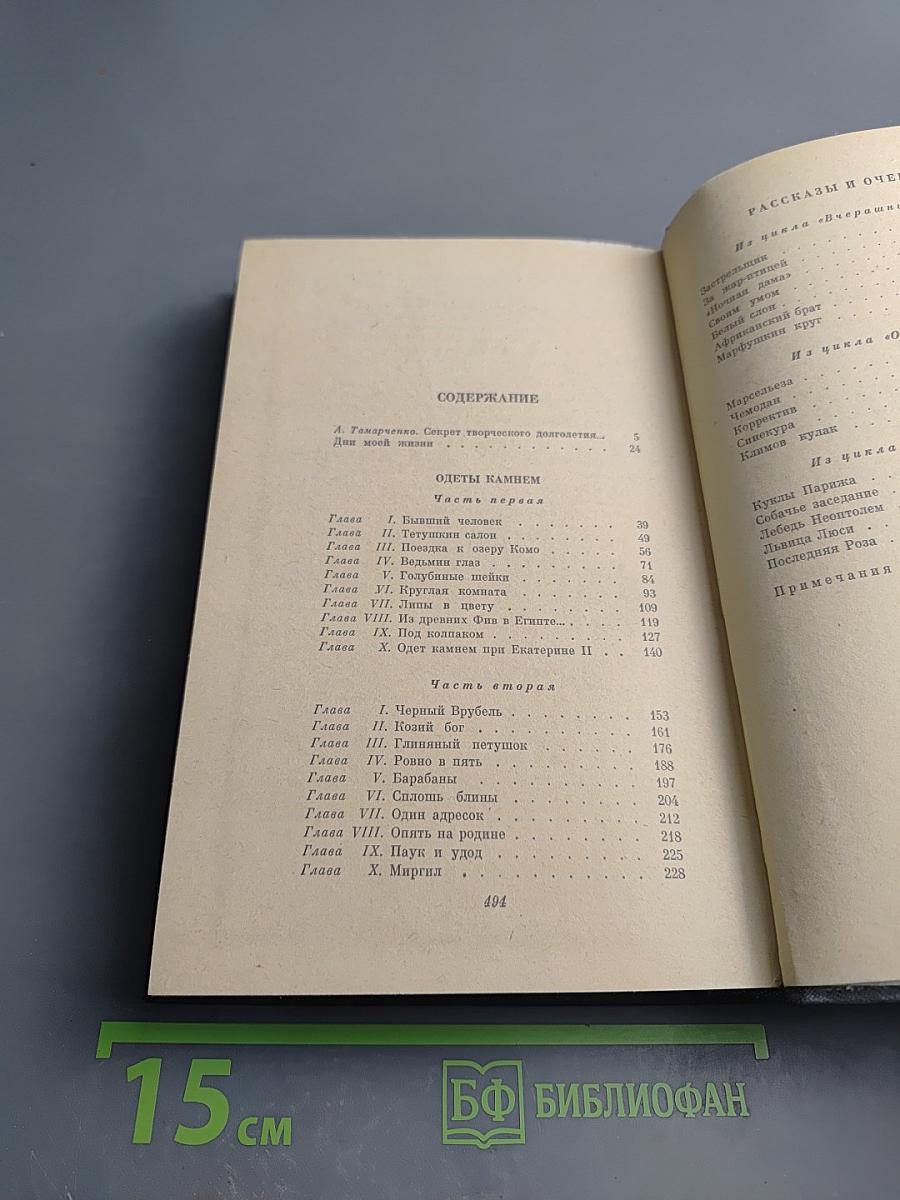 СОДЕРЖАНИЕ
А. Тамарченко. Секрет творческого долголетия... 5
Дни моей жизни . . . . . . . . . . . . 24
ОДЕТЫ КАМНЕМ
Часть первая
Глава I. Бывший человек . . . . . . . 39
Глава II. Тетушкин салон . . . . . . . 49
Глава III. Поездка к озеру Комо . . . . . 56
Глава IV. Ведьмин глаз . . . . . . . . 71
Глава V. Голубиные шейки . . . . . . . 84
Глава VI. Круглая комната . . . . . . . 93
Глава VII. Липы в цвету . . . . . . . . 109
Глава VIII. Из древних Фив в Египте... . . . 119
Глава IX. Под колпаком . . . . . . . . 127
Глава X. Одет камнем при Екатерине II . . 140
Часть вторая
Глава I. Черный Врубель . . . . . . . . 153
Глава II. Козий бог . . . . . . . . . 161
Глава III. Глиняный петушок . . . . . . 176
Глава IV. Ровно в пять . . . . . . . . 188
Глава V. Барабаны . . . . . . . . . 197
Глава VI. Сплошь блины . . . . . . . . 204
Глава VII. Один адресок . . . . . . . . 212
Глава VIII. Опять на родине . . . . . . . 218
Глава IX. Паук и удод . . . . . . . . 225
Глава X. Миргил . . . . . . . . . . 228
494
РАССКАЗЫ И
Из цикла
Застрельщик
За жар-птицей
«Ночная дама»
Своим умом
Белый слон
Африканский брат
Марфушкин круг
Из цикла
Марсельеза
Чемодан
Корректив
Синекура
Климов кулак
Из цикла
Куклы Парижа
Собачье заседание
Лебедь Неоптолем
Львица Люси
Последняя Роза
Примечания
15 см
БФ БИБЛИОФАН